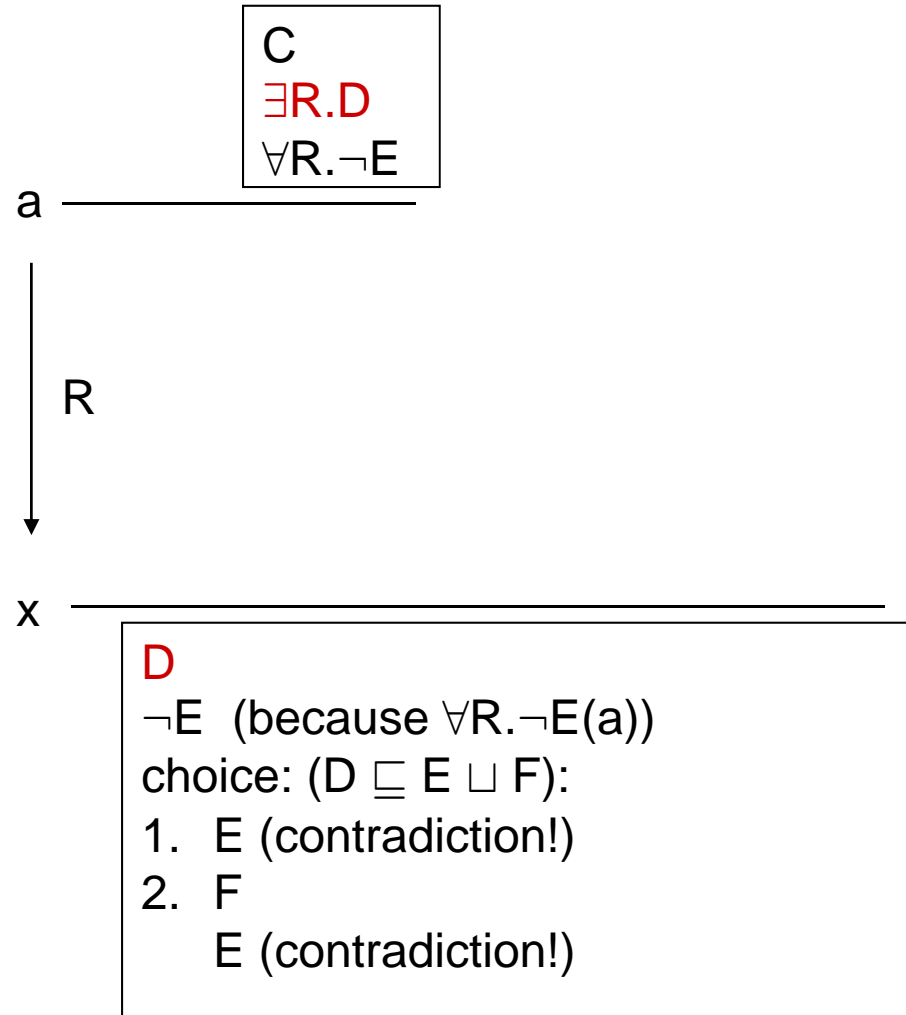 C
∃R.D
∀R.¬E
a
R
x
D
¬E (because ∀R.¬E(a))
choice: (D ⊑ E ⊔ F):
1. E (contradiction!)
2. F
E (contradiction!)